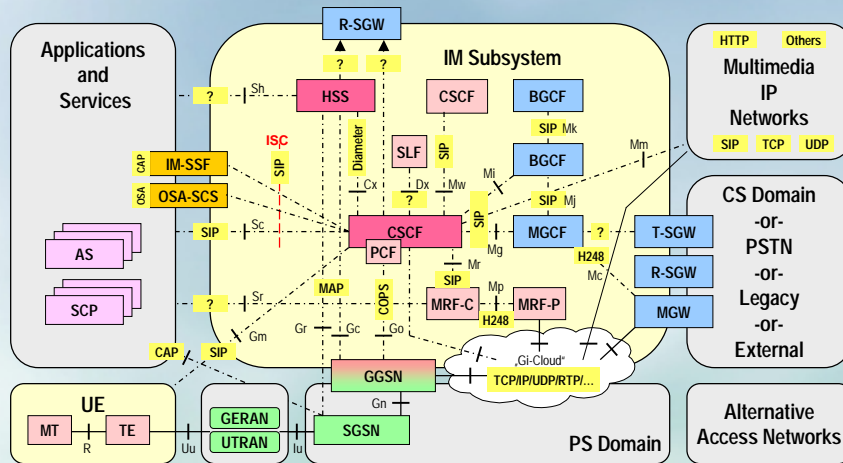 R-SGW
Applications
and
Services
IM Subsystem
HTTP
Others
Multimedia
IP
Networks
SIP
TCP
UDP
?
?
?
Sh
HSS
CSCF
BGCF
ISC
SIP
Diameter
SLF
SIP
SIP
Mk
BGCF
Mm
CAP
IM-SSF
OSA
OSA-SCS
Cx
Dx
?
Mw
Mi
SIP
Mj
CS Domain
-or-
PSTN
-or-
Legacy
-or-
External
SIP
Sc
CSCF
PCF
SIP
Mg
MGCF
?
T-SGW
H248
Mc
R-SGW
MGW
AS
SCP
Mr
SIP
MAP
COPS
?
Sr
MRF-C
Mp
H248
MRF-P
Gm
Gr
Gc
Go
CAP
SIP
„Gi-Cloud“
TCP/IP/UDP/RTP/...
GGSN
Gn
UE
MT
R
TE
Uu
GERAN
UTRAN
Iu
SGSN
PS Domain
Alternative
Access Networks